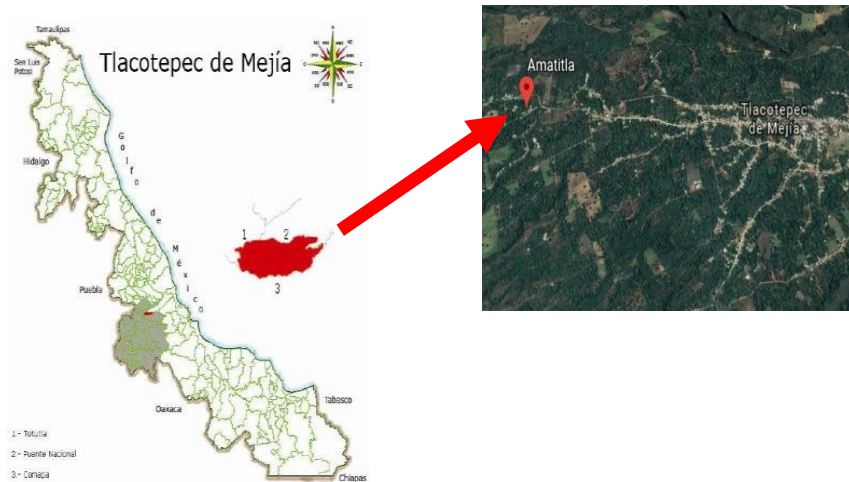 Tamaulipas
San Luis
Potosí
Tlacotepec de Mejía
N
E
S
O
Golfo de México
Hidalgo
1
2
3
Puebla
Oaxaca
Tabasco
Chiapas
1.- Totutla
2.- Puente Nacional
3.- Comapa
Amatitla
Tlacotepec
de Mejía